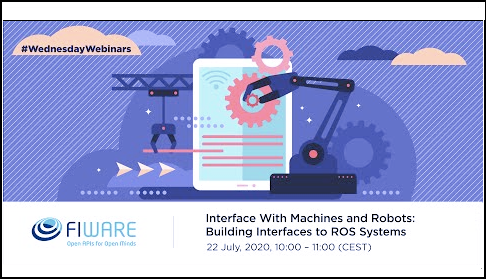 #WednesdayWebinars
FIWARE
Open APIs for Open Minds
Interface With Machines and Robots:
Building Interfaces to ROS Systems
22 July, 2020, 10:00 – 11:00 (CEST)